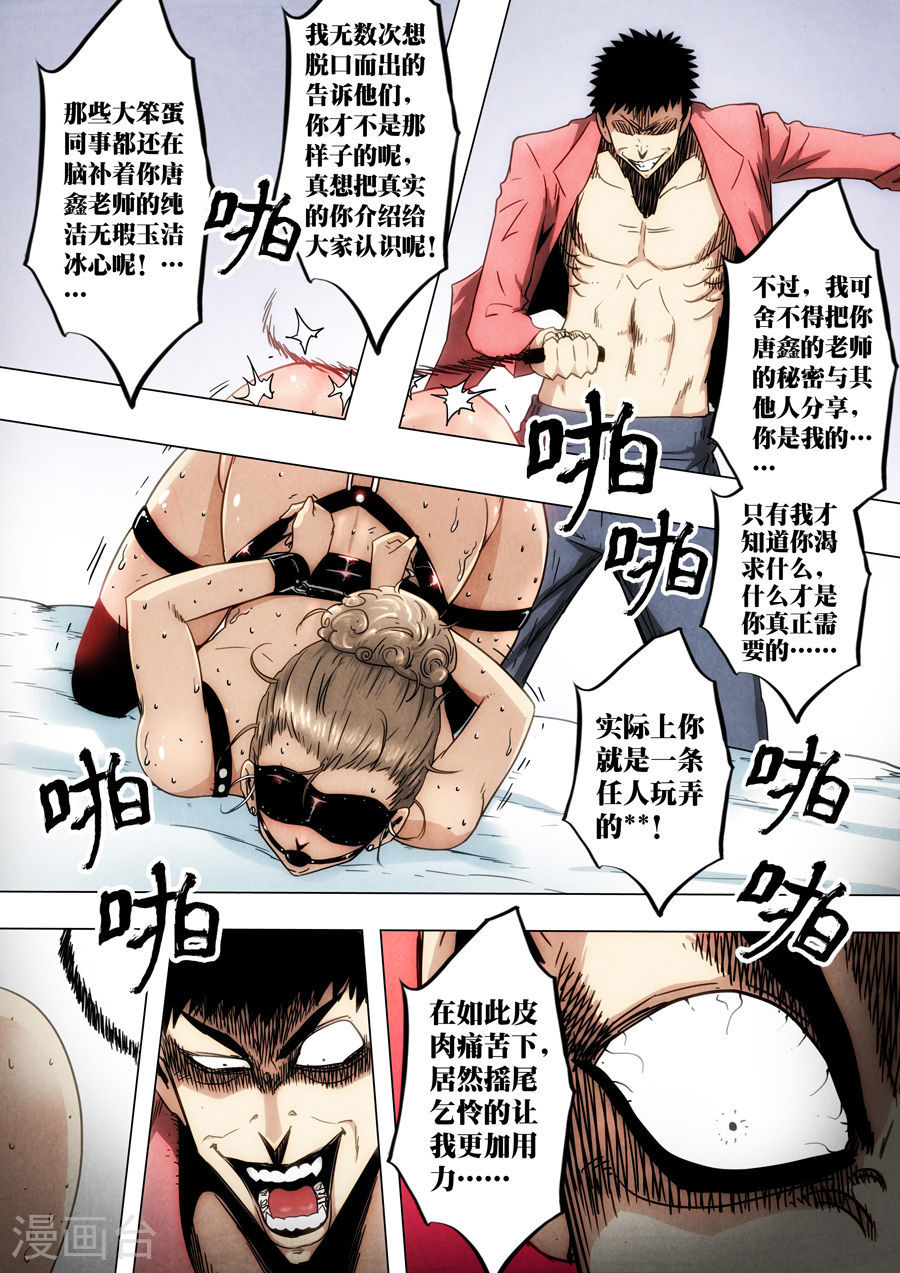 那些大笨蛋
同事都还在
脑补着你唐
鑫老师的纯
洁无瑕玉洁
冰心呢！……
……
我无数次想
脱口而出的
告诉他们，
你才不是那
样子的呢，
真想把真实
的你介绍给
大家认识呢！
啪
不过，我可
舍不得把你
唐鑫的老师
的秘密与其
他人分享，
你是我的……
……
啪
啪
只有我才
知道你渴
求什么，
什么才是
你真正需
要的……
实际上你
就是一条
任人玩弄
的**！
啪
啪
啪
啪
在如此皮
肉痛苦下，
居然摇尾
乞怜的让
我更加用
力……
漫画台